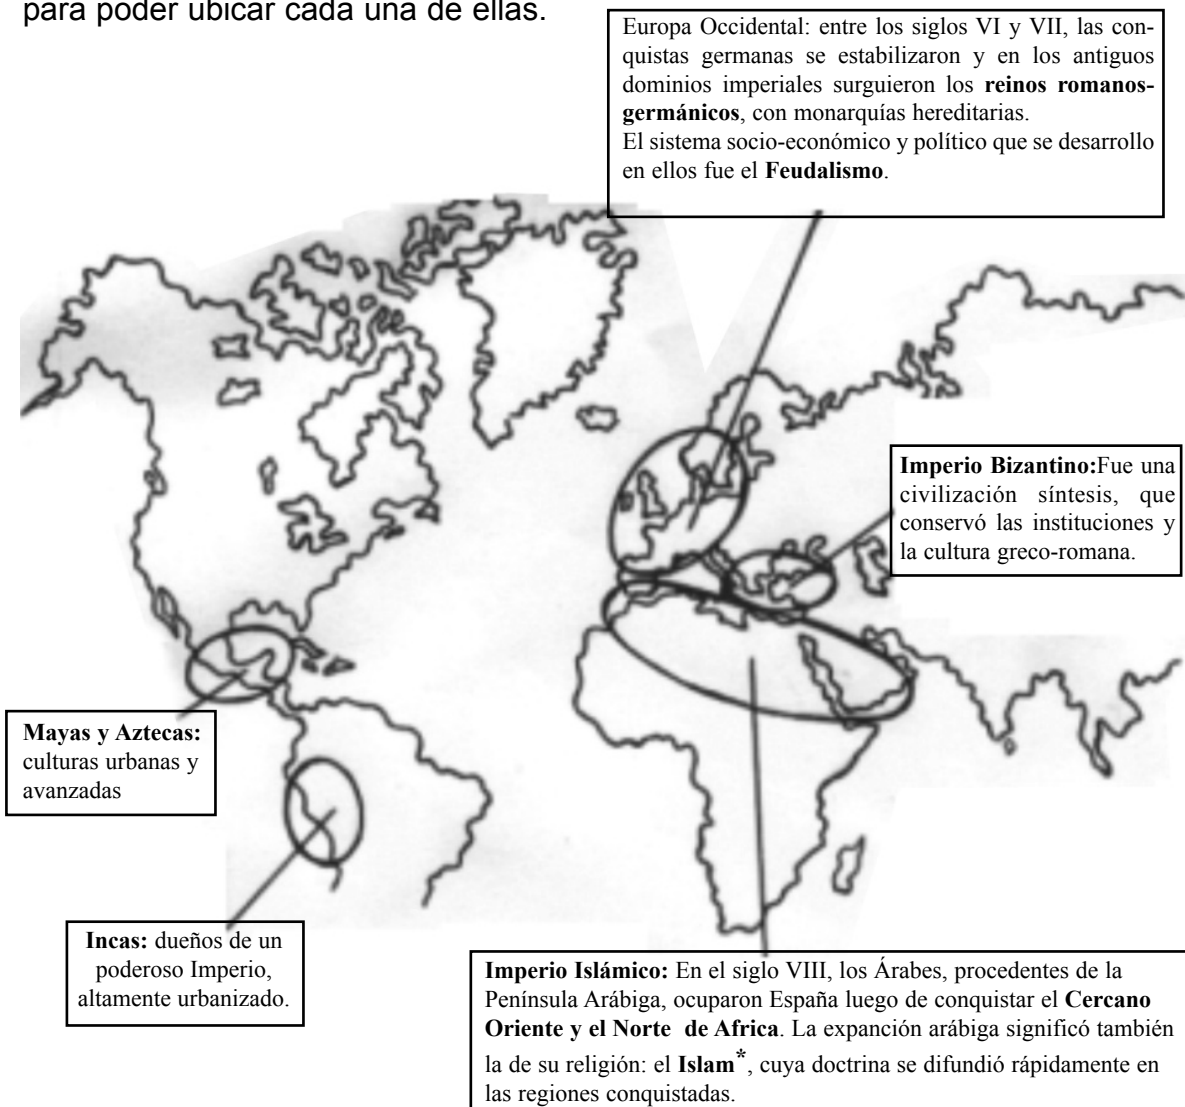 para poder ubicar cada una de ellas.
Europa Occidental: entre los siglos VI y VII, las con-
quistas germanas se estabilizaron y en los antiguos
dominios imperiales surguieron los reinos romanos-
germánicos, con monarquías hereditarias.
El sistema socio-económico y político que se desarrollo
en ellos fue el Feudalismo.
Imperio Bizantino:Fue una
civilización síntesis, que
conservó las instituciones y
la cultura greco-romana.
Mayas y Aztecas:
culturas urbanas y
avanzadas
Incas: dueños de un
poderoso Imperio,
altamente urbanizado.
Imperio Islámico: En el siglo VIII, los Árabes, procedentes de la
Península Arábiga, ocuparon España luego de conquistar el Cercano
Oriente y el Norte de Africa. La expanción arábiga significó también
la de su religión: el Islam*, cuya doctrina se difundió rápidamente en
las regiones conquistadas.